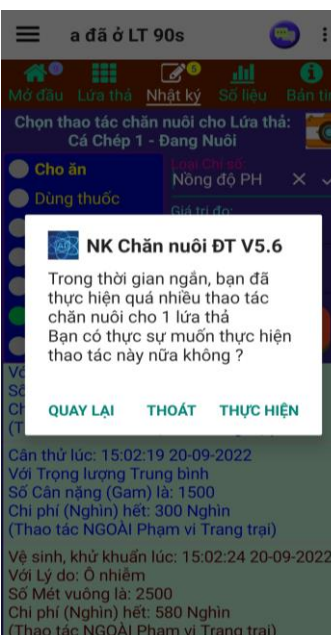 a đã ở LT 90s
Mở đầu Lứa thả Nhật ký Số liệu Bản tin
Chọn thao tác chăn nuôi cho Lứa thả:
Cá Chép 1 - Đang Nuôi
Cho ăn
Loại Chỉ số:
Nồng độ PH
Dùng thuốc
Giá trị đo:
NK Chăn nuôi ĐT V5.6
Trong thời gian ngắn, bạn đã
thực hiện quá nhiều thao tác
chăn nuôi cho 1 lứa thả
Bạn có thực sự muốn thực hiện
thao tác này nữa không ?
QUAY LẠI THOÁT THỰC HIỆN
Cân thử lúc: 15:02:19 20-09-2022
Với Trọng lượng Trung bình
Số Cân nặng (Gam) là: 1500
Chi phí (Nghìn) hết: 300 Nghìn
(Thao tác NGOÀI Phạm vi Trang trại)
Vệ sinh, khử khuẩn lúc: 15:02:24 20-09-2022
Với Lý do: Ô nhiễm
Số Mét vuông là: 2500
Chi phí (Nghìn) hết: 580 Nghìn
(Thao tác NGOÀI Phạm vi Trang trại)